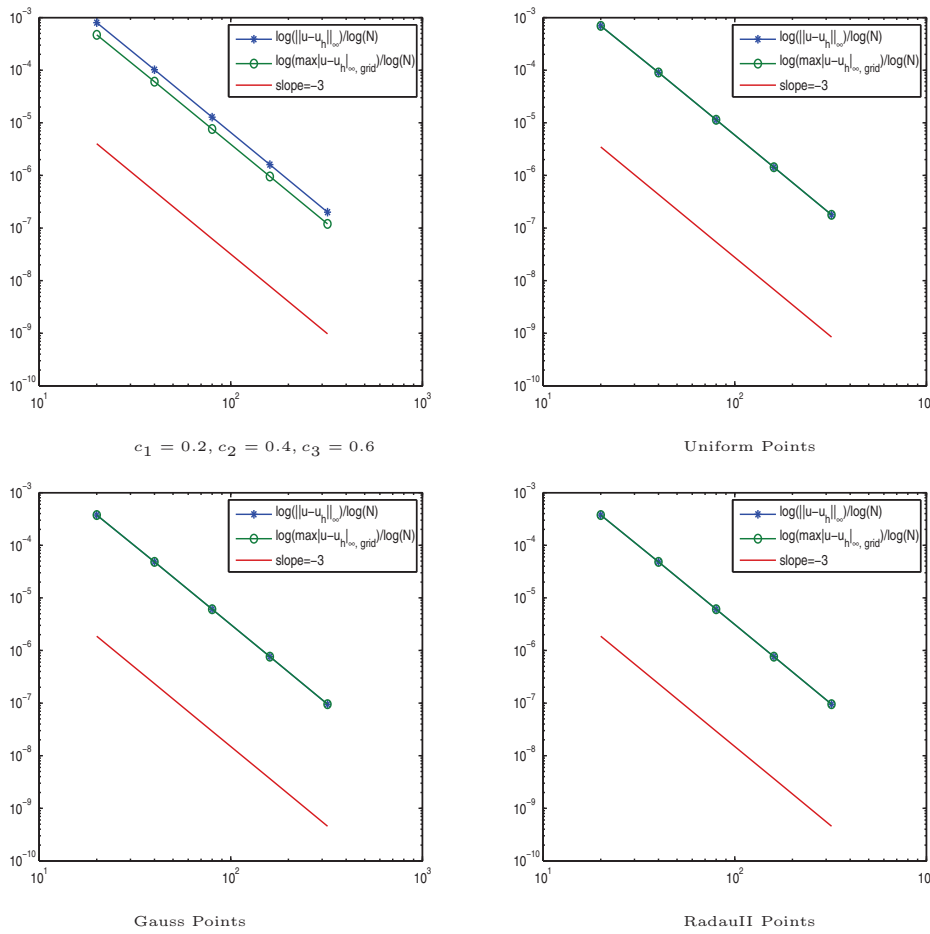 10^−3
10^−4
10^−5
10^−6
10^−7
10^−8
10^−9
10^−10
10^1
10^2
10^3
log(||u−u_h||_∞)/log(N)
log(max|u−u_h|_∞, grid)/log(N)
slope=−3
c_1 = 0.2, c_2 = 0.4, c_3 = 0.6
10^−3
10^−4
10^−5
10^−6
10^−7
10^−8
10^−9
10^−10
10^1
10^2
10
log(||u−u_h||_∞)/log(N)
log(max|u−u_h|_∞, grid)/log(N)
slope=−3
Uniform Points
10^−3
10^−4
10^−5
10^−6
10^−7
10^−8
10^−9
10^−10
10^1
10^2
10^3
log(||u−u_h||_∞)/log(N)
log(max|u−u_h|_∞, grid)/log(N)
slope=−3
Gauss Points
10^−3
10^−4
10^−5
10^−6
10^−7
10^−8
10^−9
10^−10
10^1
10^2
10
log(||u−u_h||_∞)/log(N)
log(max|u−u_h|_∞, grid)/log(N)
slope=−3
RadauII Points